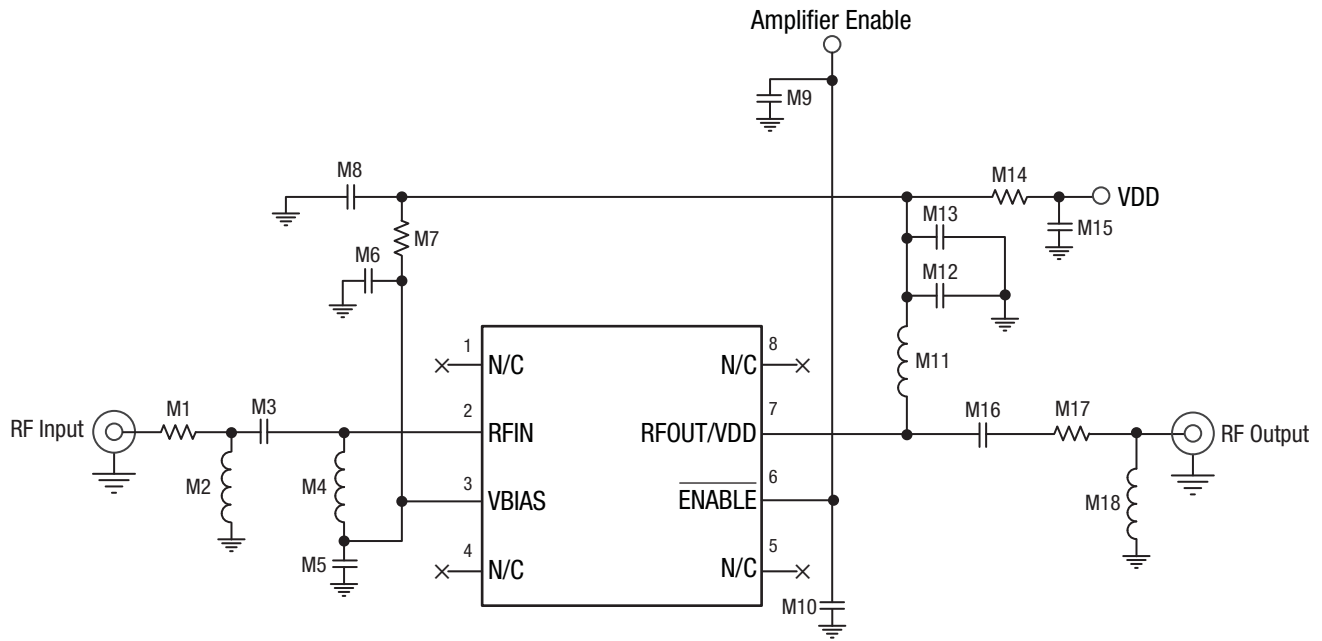 Amplifier Enable
M9
M8
M14
VDD
M13
M15
M7
M6
M12
1
N/C
8
N/C
M11
RF Input
M1
M3
2
RFIN
7
RFOUT/VDD
M16
M17
RF Output
M2
M4
3
VBIAS
6
ENABLE
M18
M5
4
N/C
5
N/C
M10